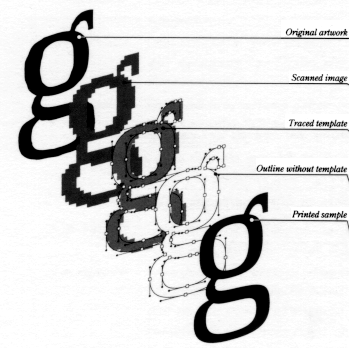 Original artwork
Scanned image
Traced template
Outline without template
Printed sample
g
g
g
g
g